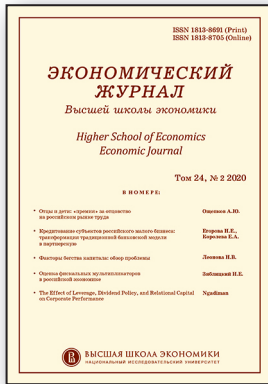 ISSN 1813-8691 (Print)
ISSN 1813-8705 (Online)
ЭКОНОМИЧЕСКИЙ
ЖУРНАЛ
Высшей школы экономики
Higher School of Economics
Economic Journal
Том 24, № 2 2020
В НОМЕРЕ:
• Отцы и дети: «премия» за отцовство на российском рынке труда Ощепков А.Ю.
• Кредитование субъектов российского малого бизнеса: трансформация традиционной банковской модели в партнерскую Егорова Н.Е., Королева Е.А.
• Факторы бегства капитала: обзор проблемы Леонова Н.В.
• Оценка фискальных мультипликаторов в российской экономике Зяблицкий И.Е.
• The Effect of Leverage, Dividend Policy, and Relational Capital on Corporate Performance Ngadiman
ВЫСШАЯ ШКОЛА ЭКОНОМИКИ
НАЦИОНАЛЬНЫЙ ИССЛЕДОВАТЕЛЬСКИЙ УНИВЕРСИТЕТ